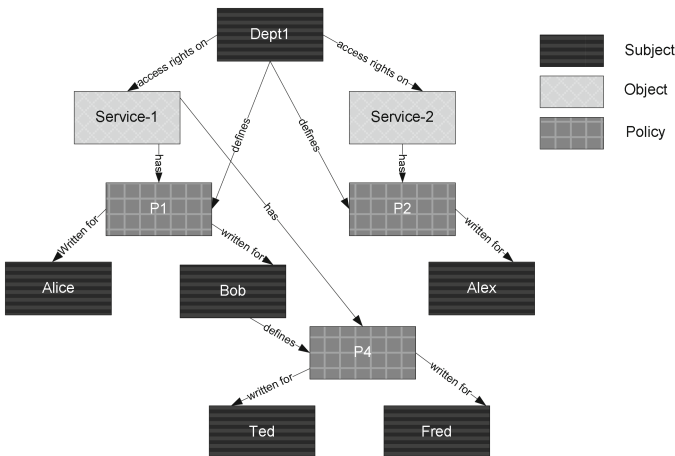 Dept1
Subject
access rights on
access rights on
Object
Service-1
Service-2
Policy
defines
defines
has
has
has
P1
P2
Written for
written for
written for
Alice
Bob
Alex
defines
P4
written for
written for
Ted
Fred